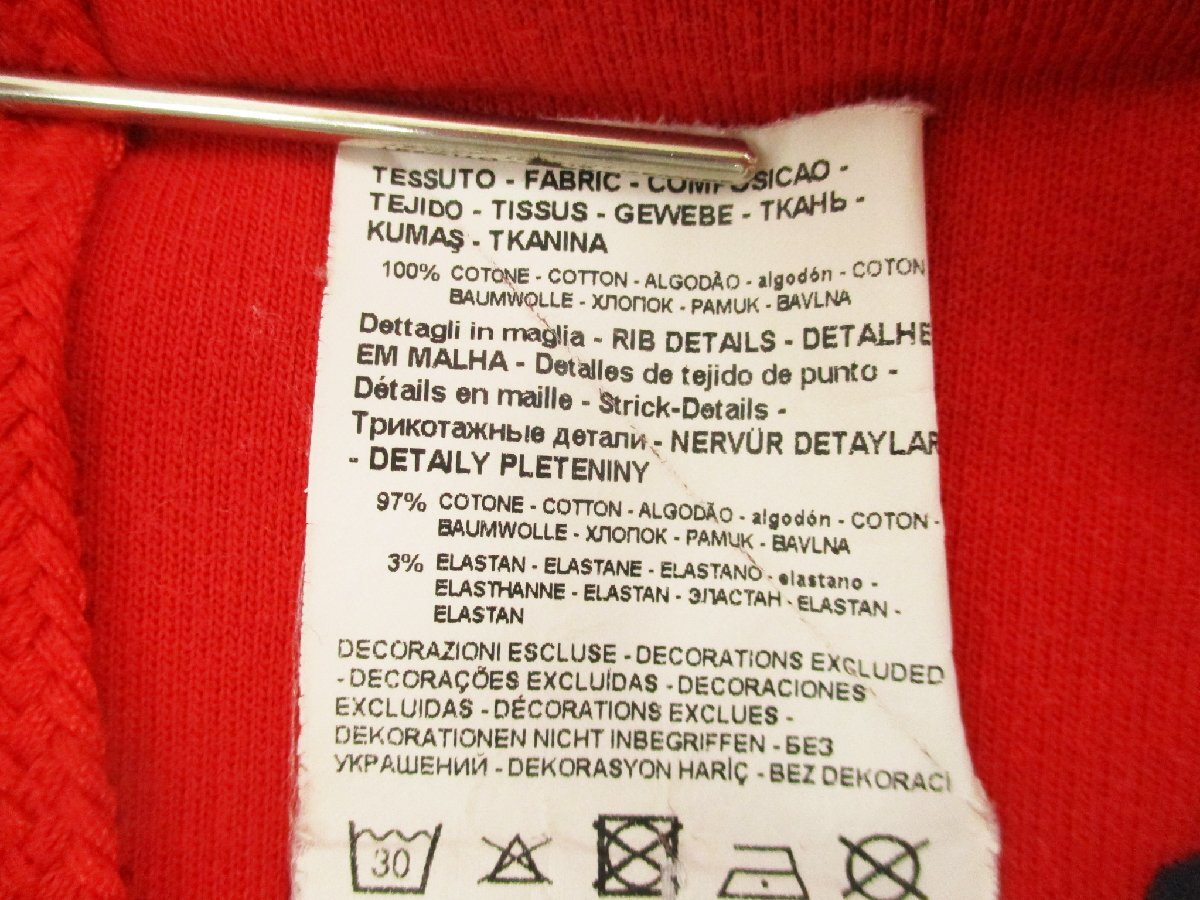 TESSUTO - FABRIC - COMPOSICAO -
TEJIDO - TISSUS - GEWEBE - ТКАНЬ -
KUMAŞ - TKANINA
100% COTONE - COTTON - ALGODÃO - algodón - COTON
BAUMWOLLE - ХЛОПОК - PAMUK - BAVLNA
Dettagli in maglia - RIB DETAILS - DETALHE
EM MALHA - Detalles de tejido de punto -
Détails en maille - Strick-Details -
Трикотажные детали - NERVÜR DETAYLAR
- DETAILY PLETENINY
97% COTONE - COTTON - ALGODÃO - algodón - COTON -
BAUMWOLLE - ХЛОПОК - PAMUK - BAVLNA
3% ELASTAN - ELASTANE - ELASTANO - elastano -
ELASTHANNE - ELASTAN - ЭЛАСТАН - ELASTAN -
ELASTAN
DECORAZIONI ESCLUSE - DECORATIONS EXCLUDED
- DECORAÇÕES EXCLUÍDAS - DECORACIONES
EXCLUIDAS - DÉCORATIONS EXCLUES -
DEKORATIONEN NICHT INBEGRIFFEN - БЕЗ
УКРАШЕНИЙ - DEKORASYON HARİÇ - BEZ DEKORACÍ
30